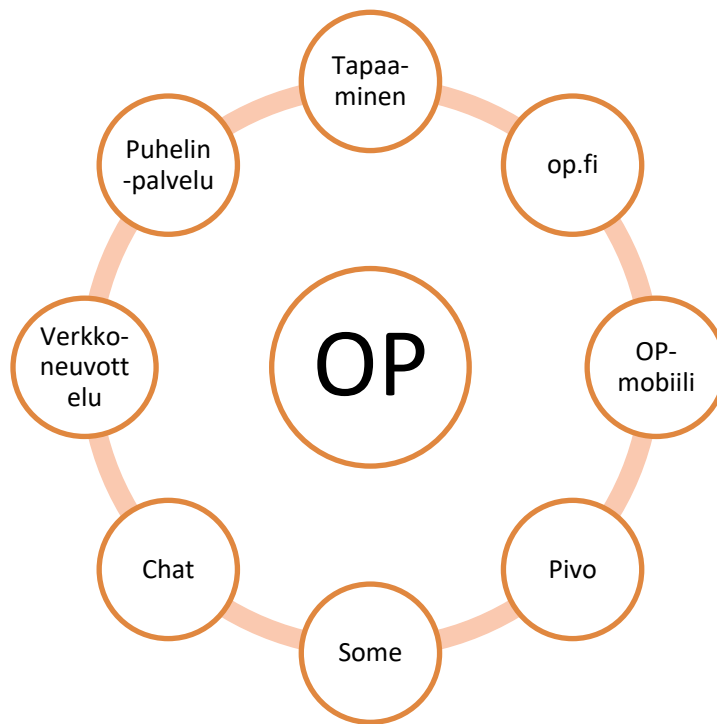 Tapaa-
minen
op.fi
OP-
mobiili
Pivo
Some
Chat
Verkko-
neuvott
elu
Puhelin
-palvelu
OP